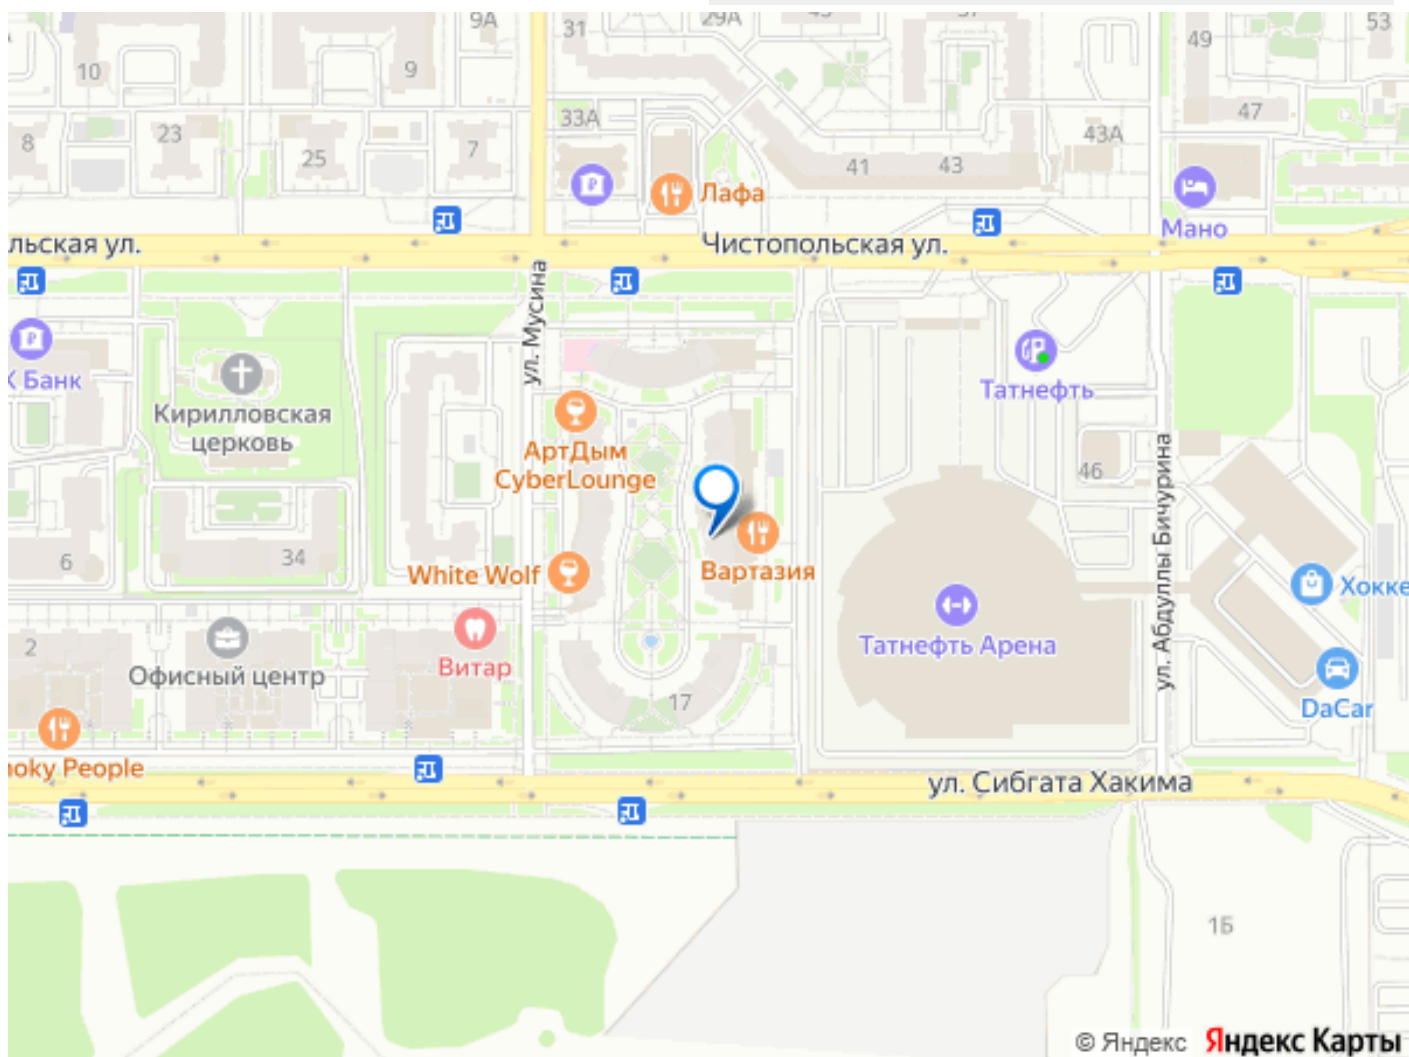 9А
31
29А
53
49
10
9
47
33А
23
8
25
7
43А
41
43
Лафа
Мано
льская ул.
Чистопольская ул.
ул. Мусина
К Банк
Татнефть
Кирилловская
церковь
АртДым
CyberLounge
46
ул. Абдуллы Бичурина
6
34
White Wolf
Вартазия
Хокке
2
Офисный центр
Витар
Татнефть Арена
17
DaCar
oky People
ул. Сибгата Хакима
1Б
© Яндекс Яндекс Карты